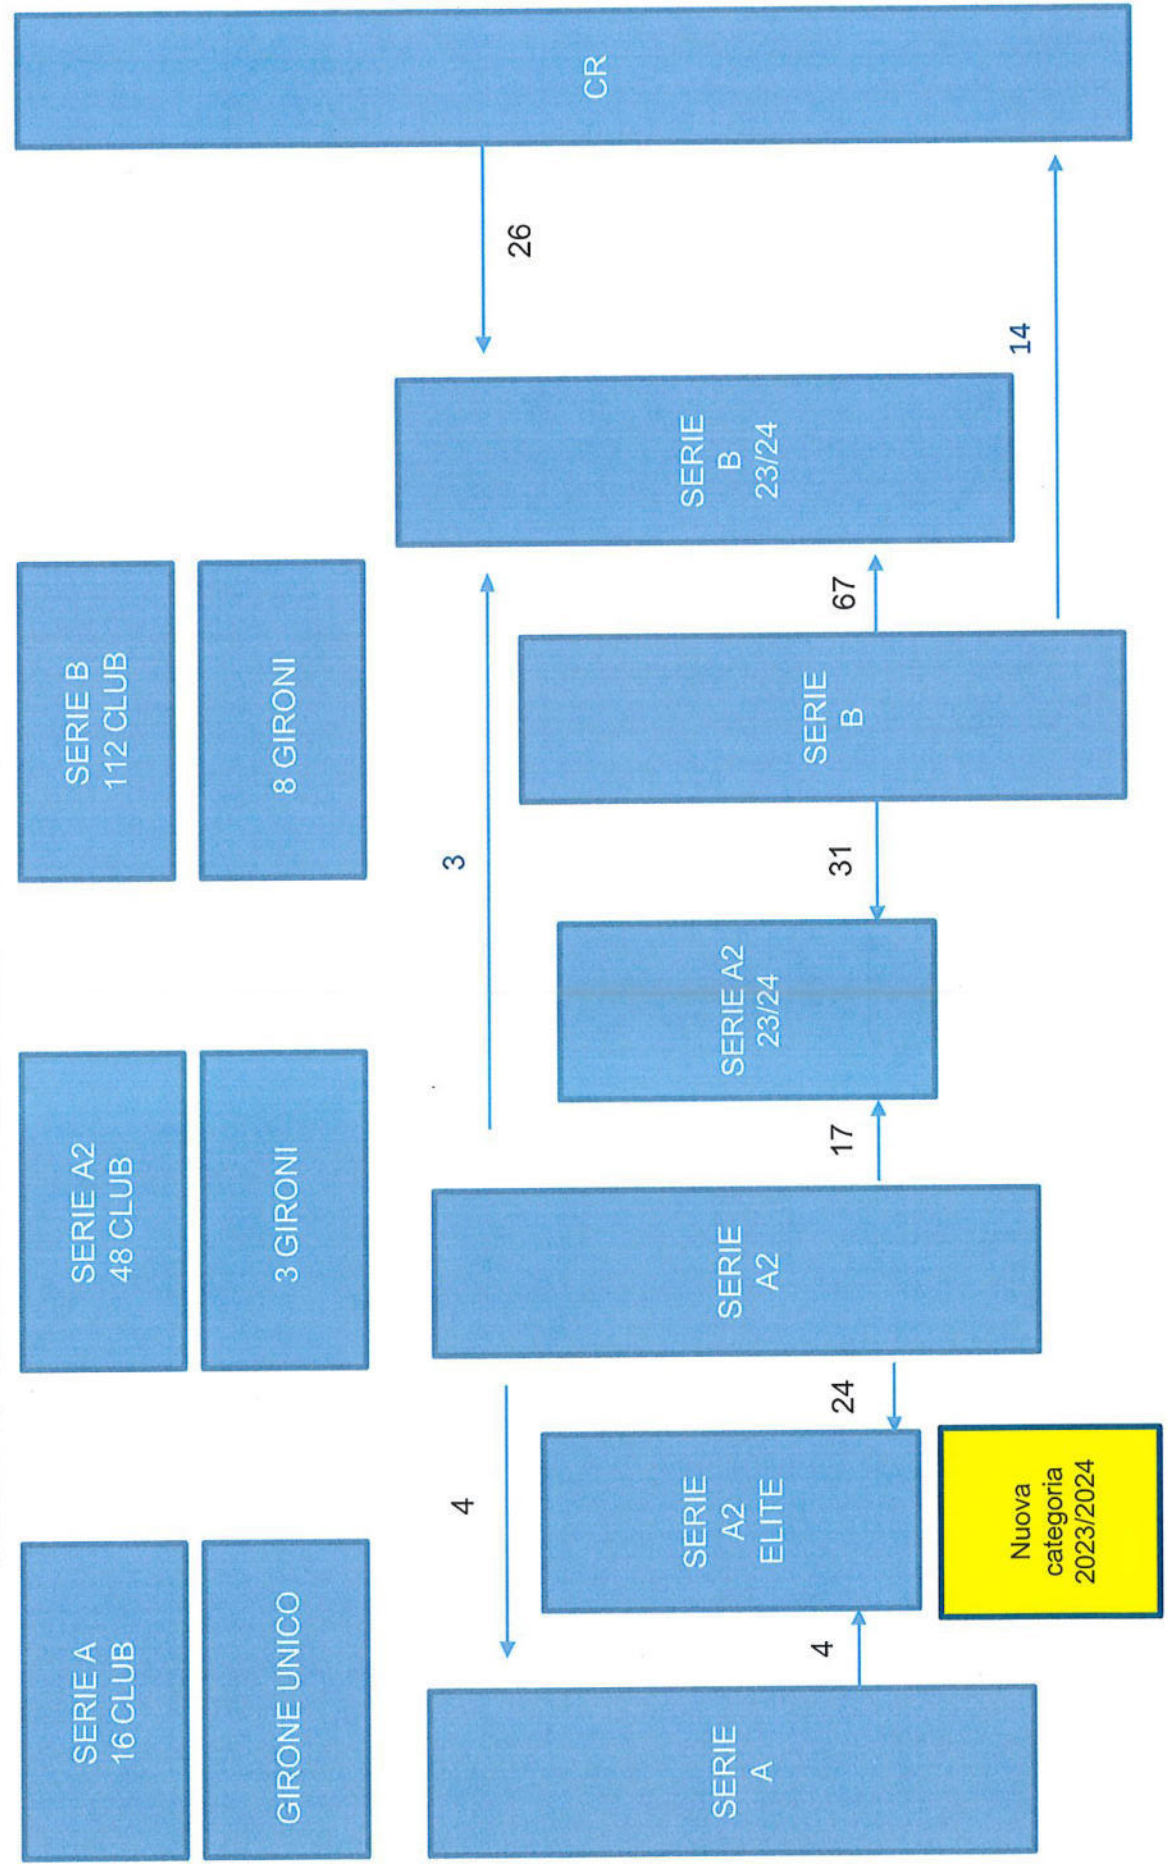 SERIE A
16 CLUB
SERIE A2
48 CLUB
SERIE B
112 CLUB
GIRONE UNICO
3 GIRONI
8 GIRONI
4
3
26
SERIE
A
4
SERIE
A2
ELITE
24
SERIE
A2
17
SERIE A2
23/24
31
SERIE
B
67
SERIE
B
23/24
14
CR
Nuova
categoria
2023/2024